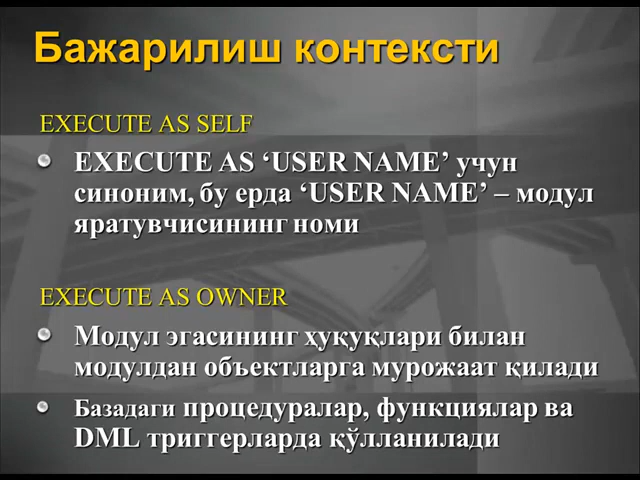 Бажарилиш контексти
EXECUTE AS SELF
EXECUTE AS ‘USER NAME’ учун
синоним, бу ерда ‘USER NAME’ – модул
яратувчисининг номи
EXECUTE AS OWNER
Модул эгасининг ҳуқуқлари билан
модулдан объектларга мурожаат қилади
Базадаги процедуралар, функциялар ва
DML триггерларда қўлланилади